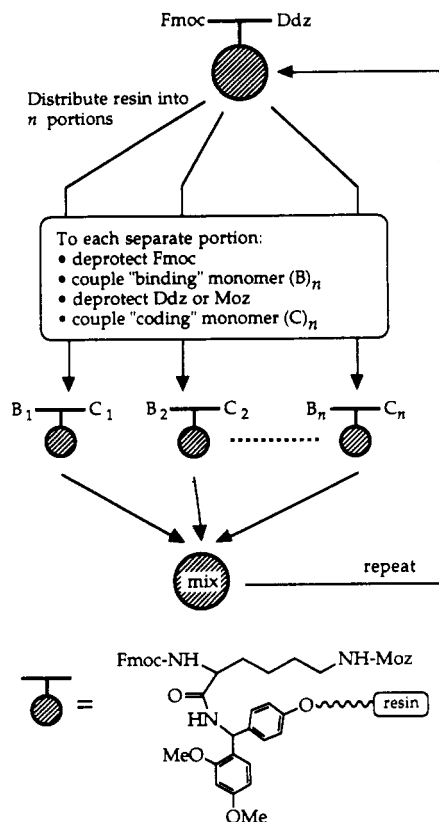 Fmoc Ddz
Distribute resin into
n portions
To each separate portion:
• deprotect Fmoc
• couple "binding" monomer (B)n
• deprotect Ddz or Moz
• couple "coding" monomer (C)n
B1 C1 B2 C2 Bn Cn
mix
repeat
=
Fmoc-NH NH-Moz
O
N
H
O
resin
MeO
OMe